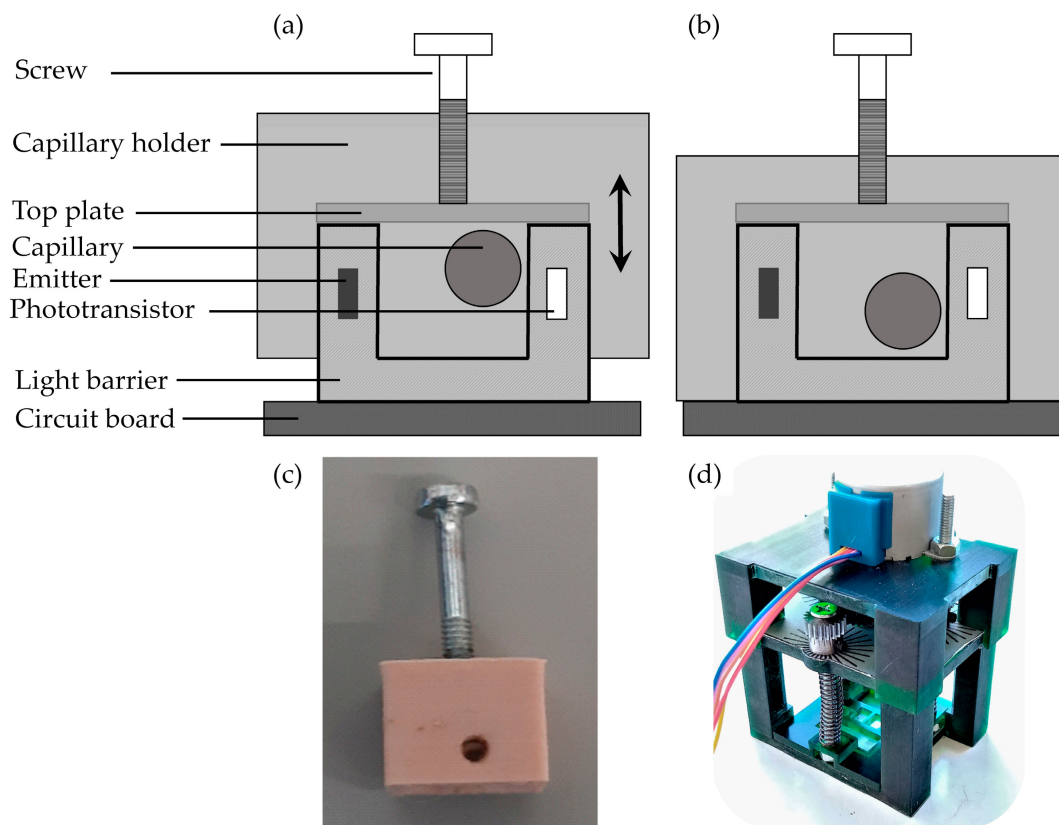 (a)
(b)
Screw
Capillary holder
Top plate
Capillary
Emitter
Phototransistor
Light barrier
Circuit board
(c)
(d)